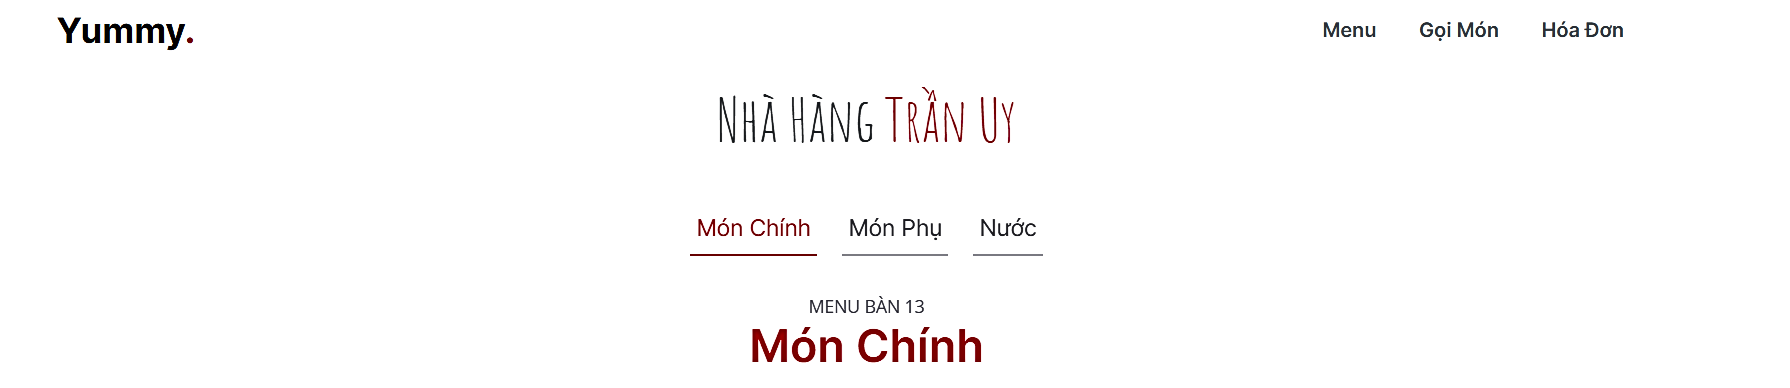 Yummy.
Menu Gọi Món Hóa Đơn
Nhà Hàng Trần Uy
Món Chính Món Phụ Nước
MENU BÀN 13
Món Chính